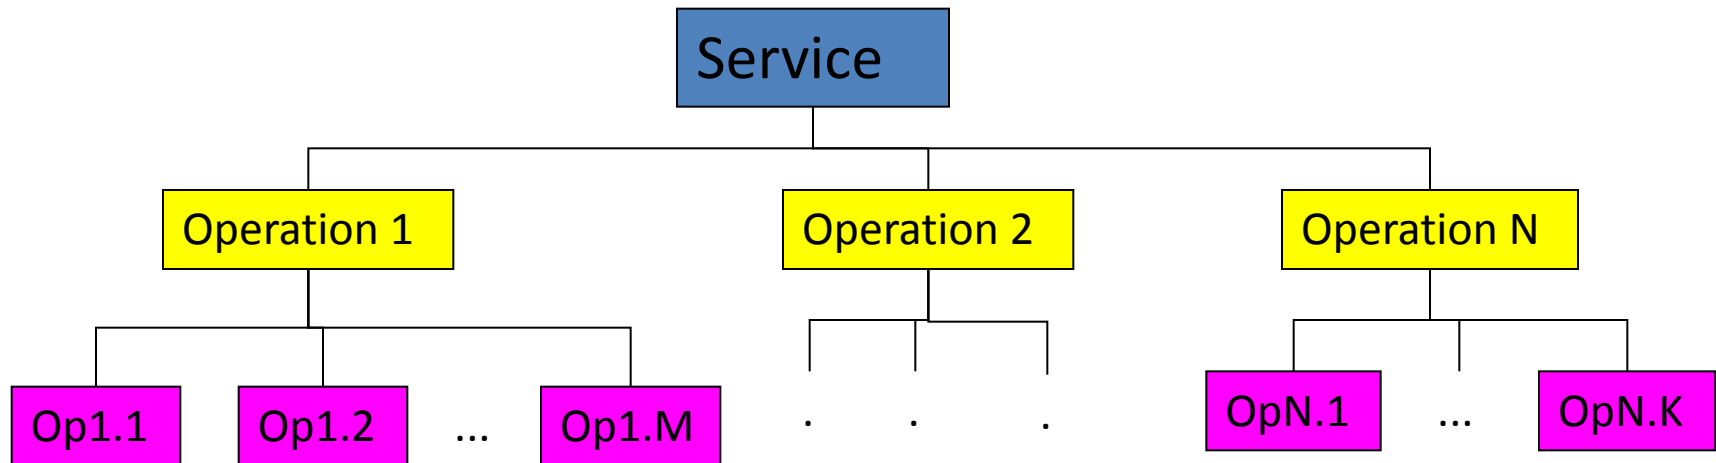 Service
Operation 1
Operation 2
Operation N
Op1.1
Op1.2
...
Op1.M
.
.
.
OpN.1
...
OpN.K